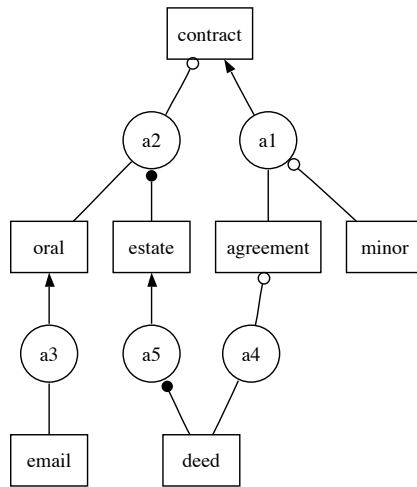 contract
a2
a1
oral
estate
agreement
minor
a3
a5
a4
email
deed